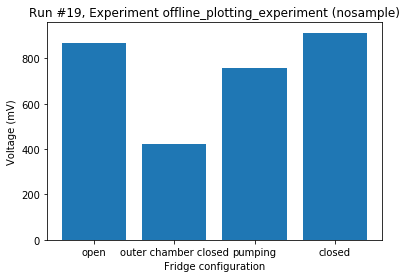 Run #19, Experiment offline_plotting_experiment (nosample)
800
600
400
200
0
Voltage (mV)
open outer chamber closed pumping closed
Fridge configuration